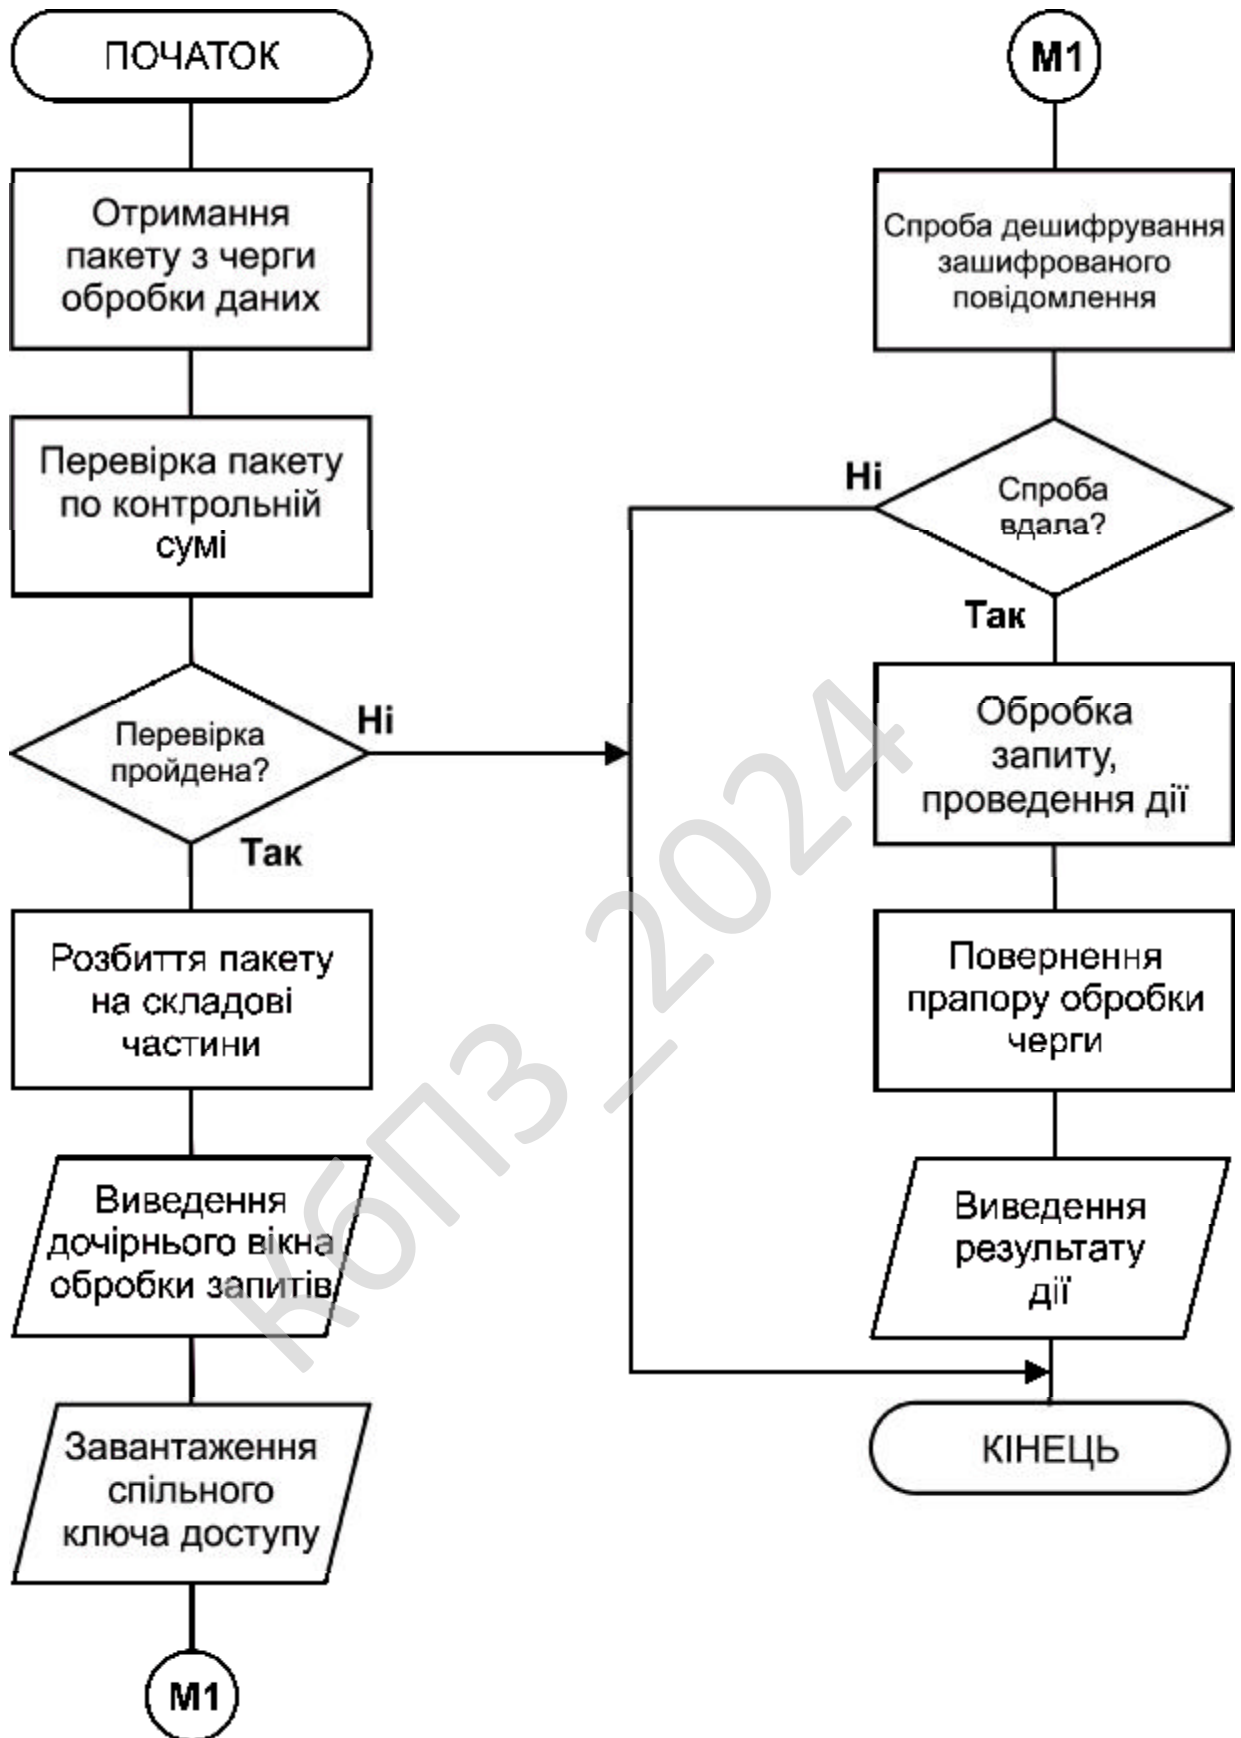 ПОЧАТОК
Отримання
пакету з черги
обробки даних
Перевірка пакету
по контрольній
сумі
Перевірка
пройдена?
Ні
Так
Розбиття пакету
на складові
частини
Виведення
дочірнього вікна
обробки запитів
Завантаження
спільного
ключа доступу
М1
М1
Спроба дешифрування
зашифрованого
повідомлення
Спроба
вдала?
Ні
Так
Обробка
запиту,
проведення дії
Повернення
прапору обробки
черги
Виведення
результату
дії
КІНЕЦЬ
КбПЗ_2024